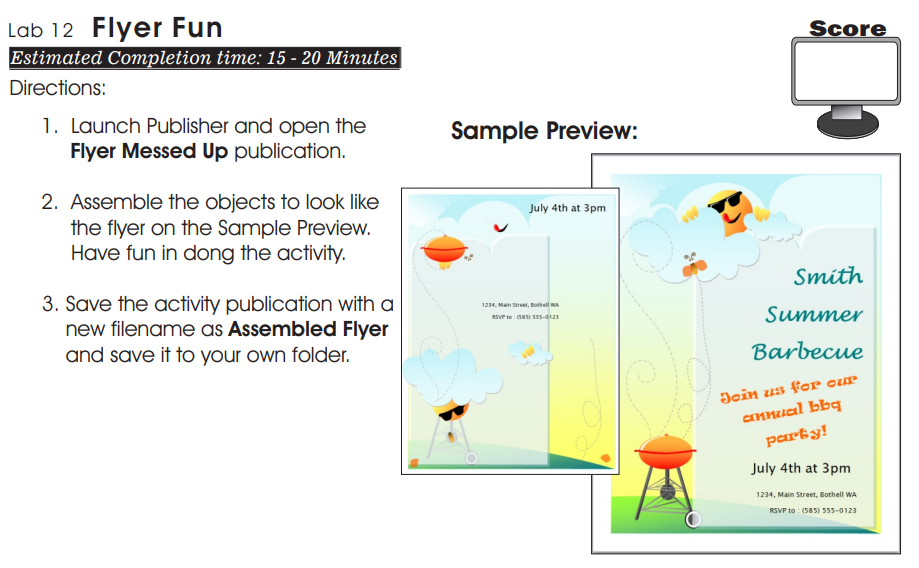 Lab 12 Flyer Fun
Estimated Completion time: 15 - 20 Minutes
Score
Directions:
1. Launch Publisher and open the
Flyer Messed Up publication.
2. Assemble the objects to look like
the flyer on the Sample Preview.
Have fun in dong the activity.
3. Save the activity publication with a
new filename as Assembled Flyer
and save it to your own folder.
Sample Preview:
July 4th at 3pm
1234, Main Street, Bothell WA
RSVP to : (585) 555-0123
Smith
Summer
Barbecue
Join us for our
annual bbq
party!
July 4th at 3pm
1234, Main Street, Bothell WA
RSVP to : (585) 555-0123